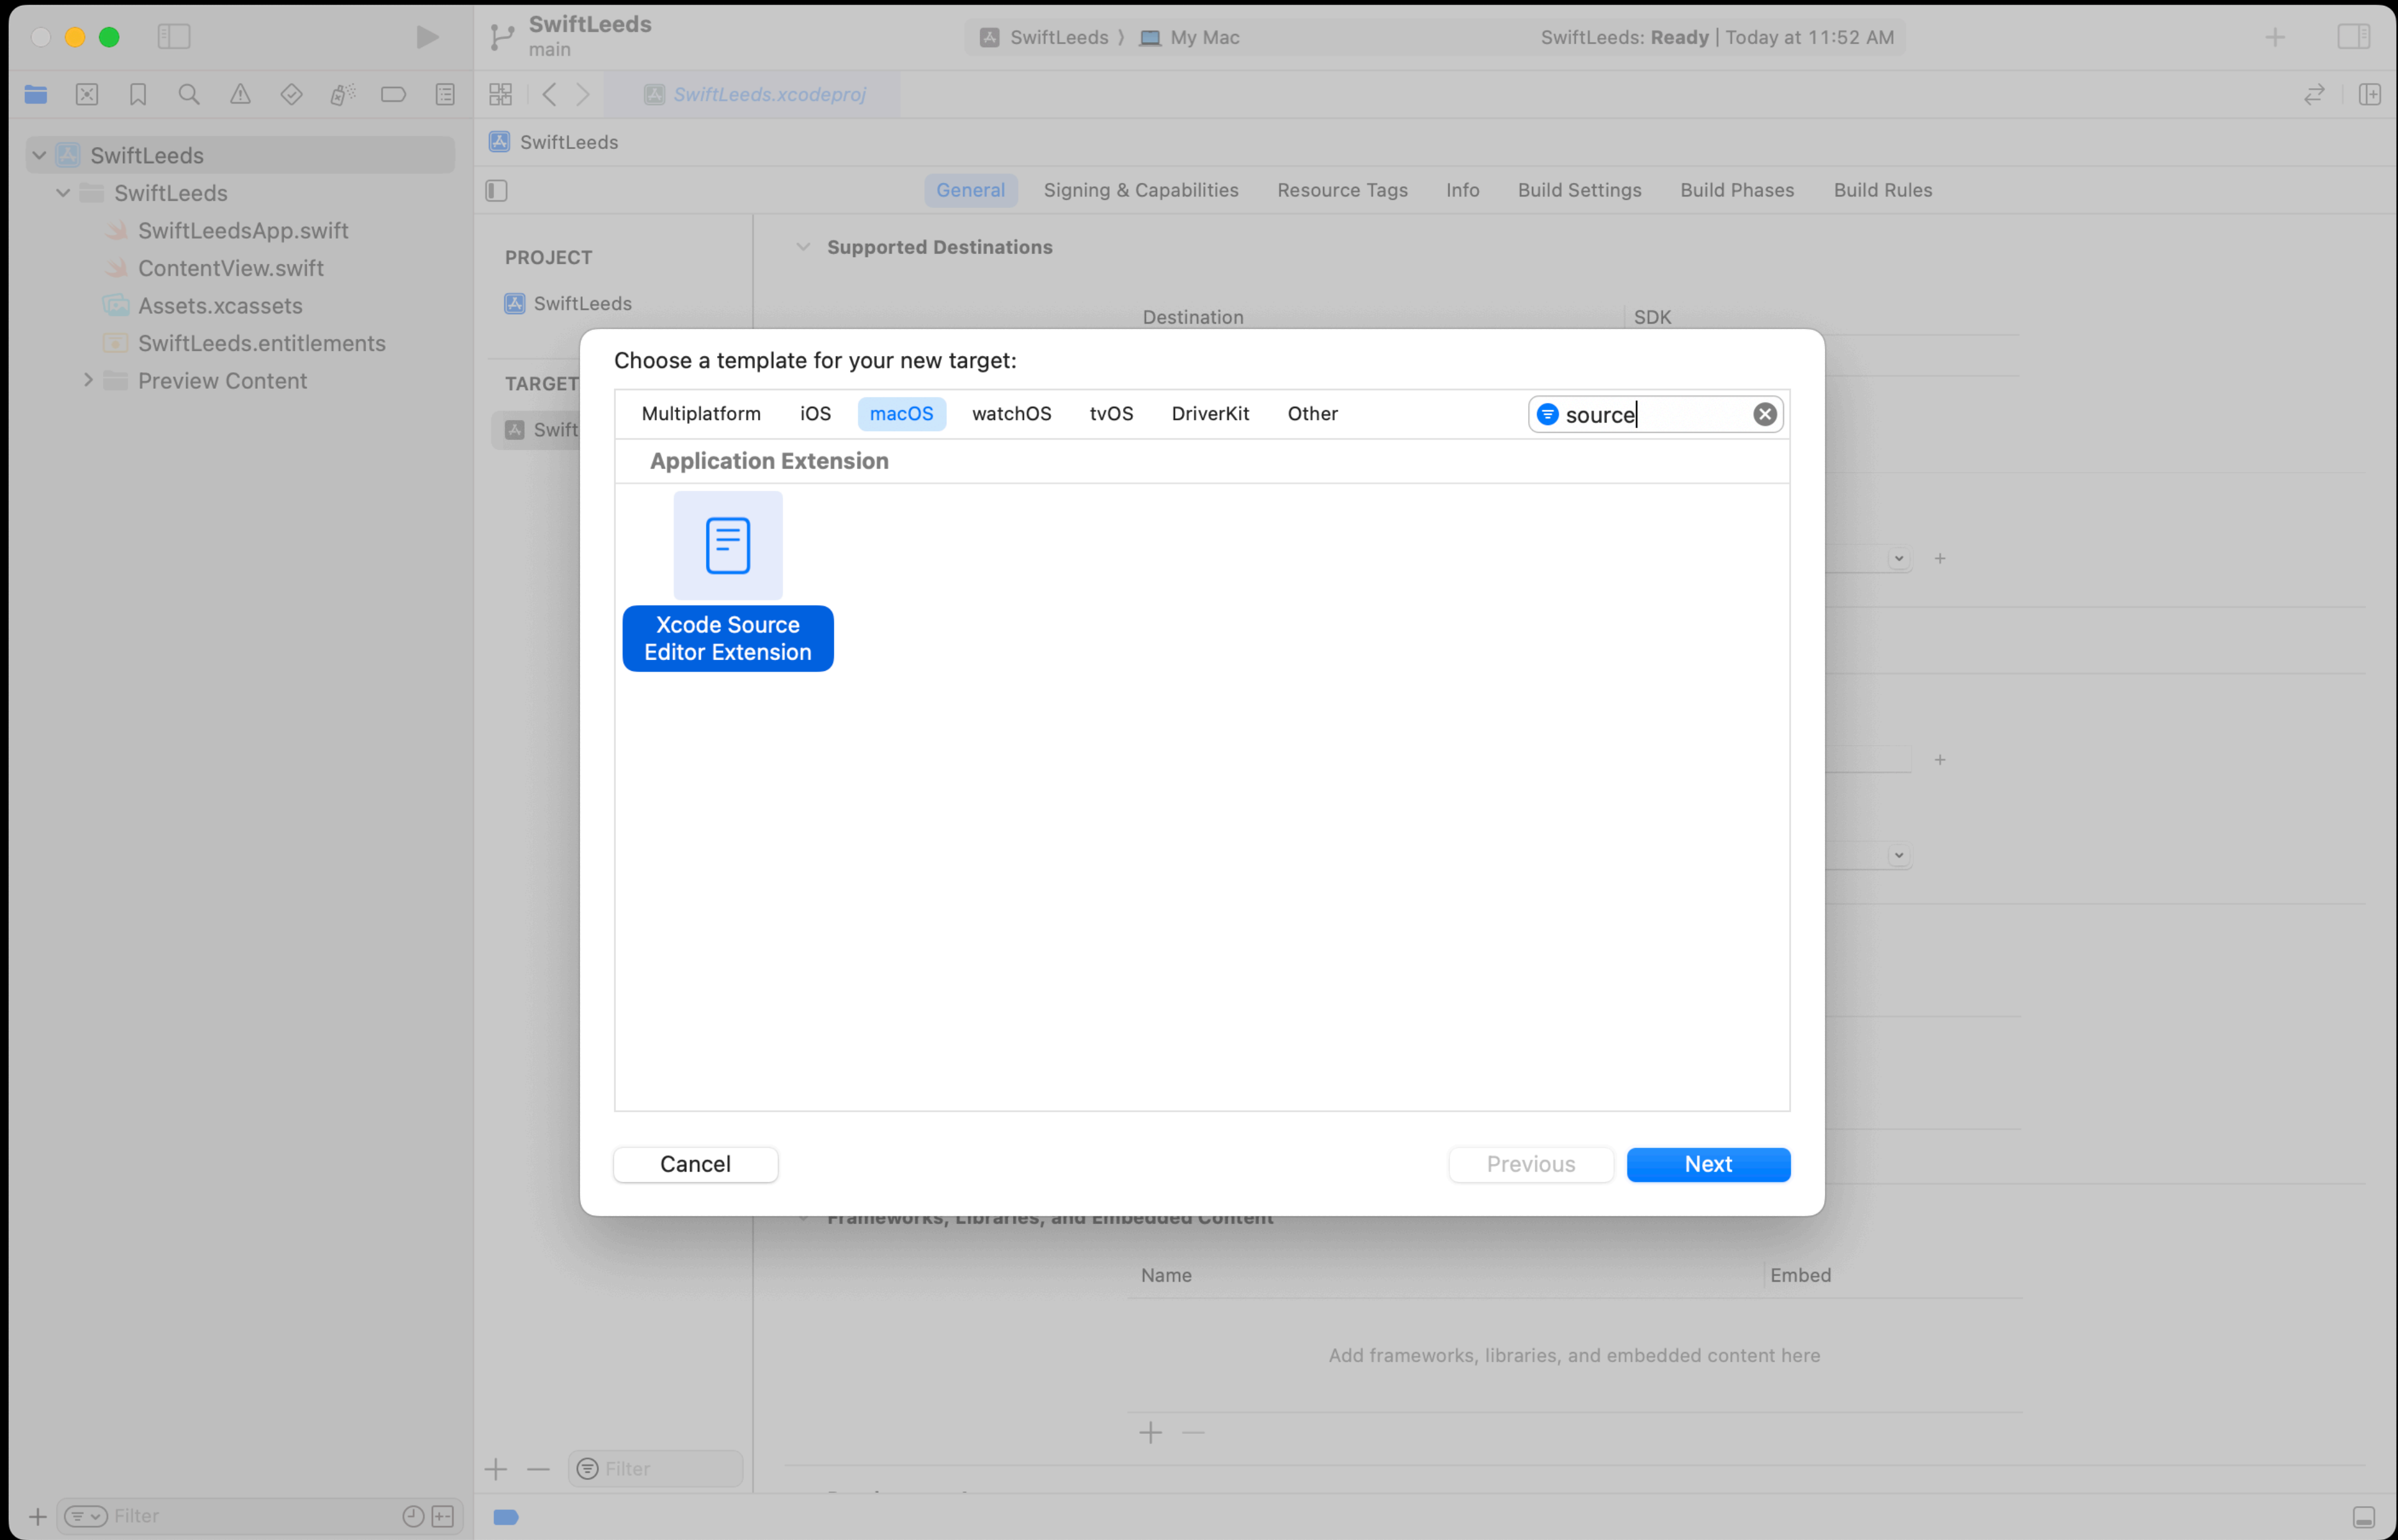 SwiftLeeds
main
SwiftLeeds
My Mac
SwiftLeeds: Ready | Today at 11:52 AM
SwiftLeeds.xcodeproj
SwiftLeeds
SwiftLeeds
SwiftLeedsApp.swift
ContentView.swift
Assets.xcassets
SwiftLeeds.entitlements
Preview Content
SwiftLeeds
General Signing & Capabilities Resource Tags Info Build Settings Build Phases Build Rules
PROJECT
SwiftLeeds
TARGET
Swift
Supported Destinations
Destination SDK
Choose a template for your new target:
Multiplatform iOS macOS watchOS tvOS DriverKit Other
source
Application Extension
Xcode Source
Editor Extension
Cancel Previous Next
Frameworks, Libraries, and Embedded Content
Name Embed
Add frameworks, libraries, and embedded content here
Filter
Filter